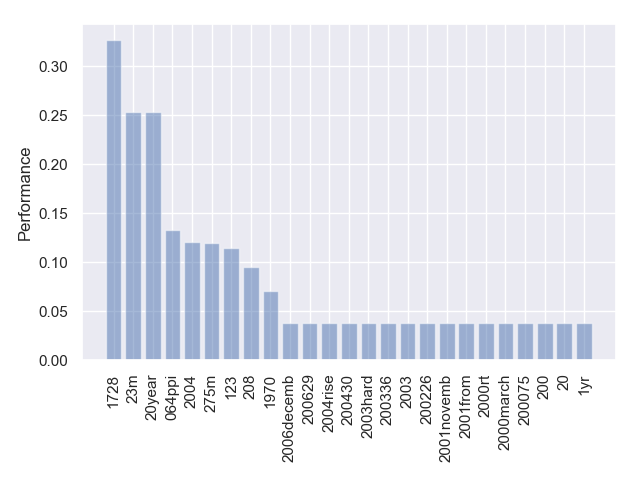 0.30
0.25
0.20
0.15
0.10
0.05
0.00
Performance
1728
23m
20year
064ppi
2004
275m
123
208
1970
2006decemb
200629
2004rise
200430
2003hard
200336
2003
200226
2001novemb
2001from
2000rt
2000march
200075
200
20
1yr